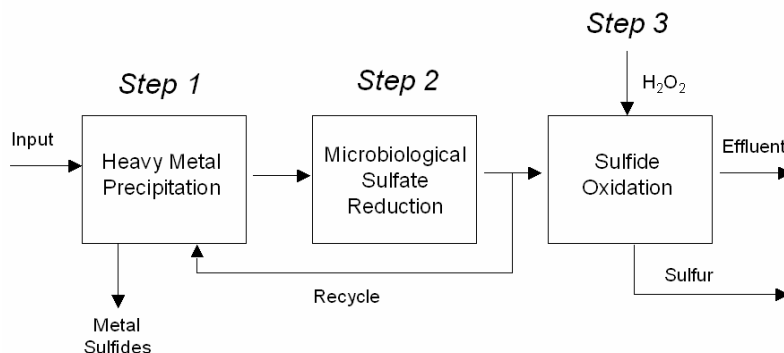 Step 3
Step 1
Step 2
H₂O₂
Input
Heavy Metal
Precipitation
Microbiological
Sulfate
Reduction
Sulfide
Oxidation
Effluent
Sulfur
Recycle
Metal
Sulfides